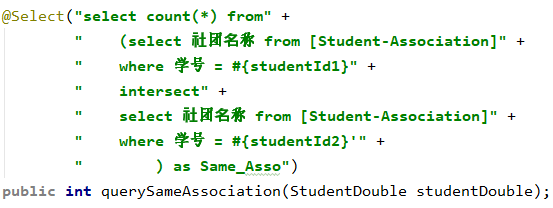 @Select("select count(*) from" +
"    (select 社团名称 from [Student-Association]" +
"    where 学号 = #{studentId1}" +
"    intersect" +
"    select 社团名称 from [Student-Association]" +
"    where 学号 = #{studentId2}'" +
"        ) as Same_Asso")
public int querySameAssociation(StudentDouble studentDouble);